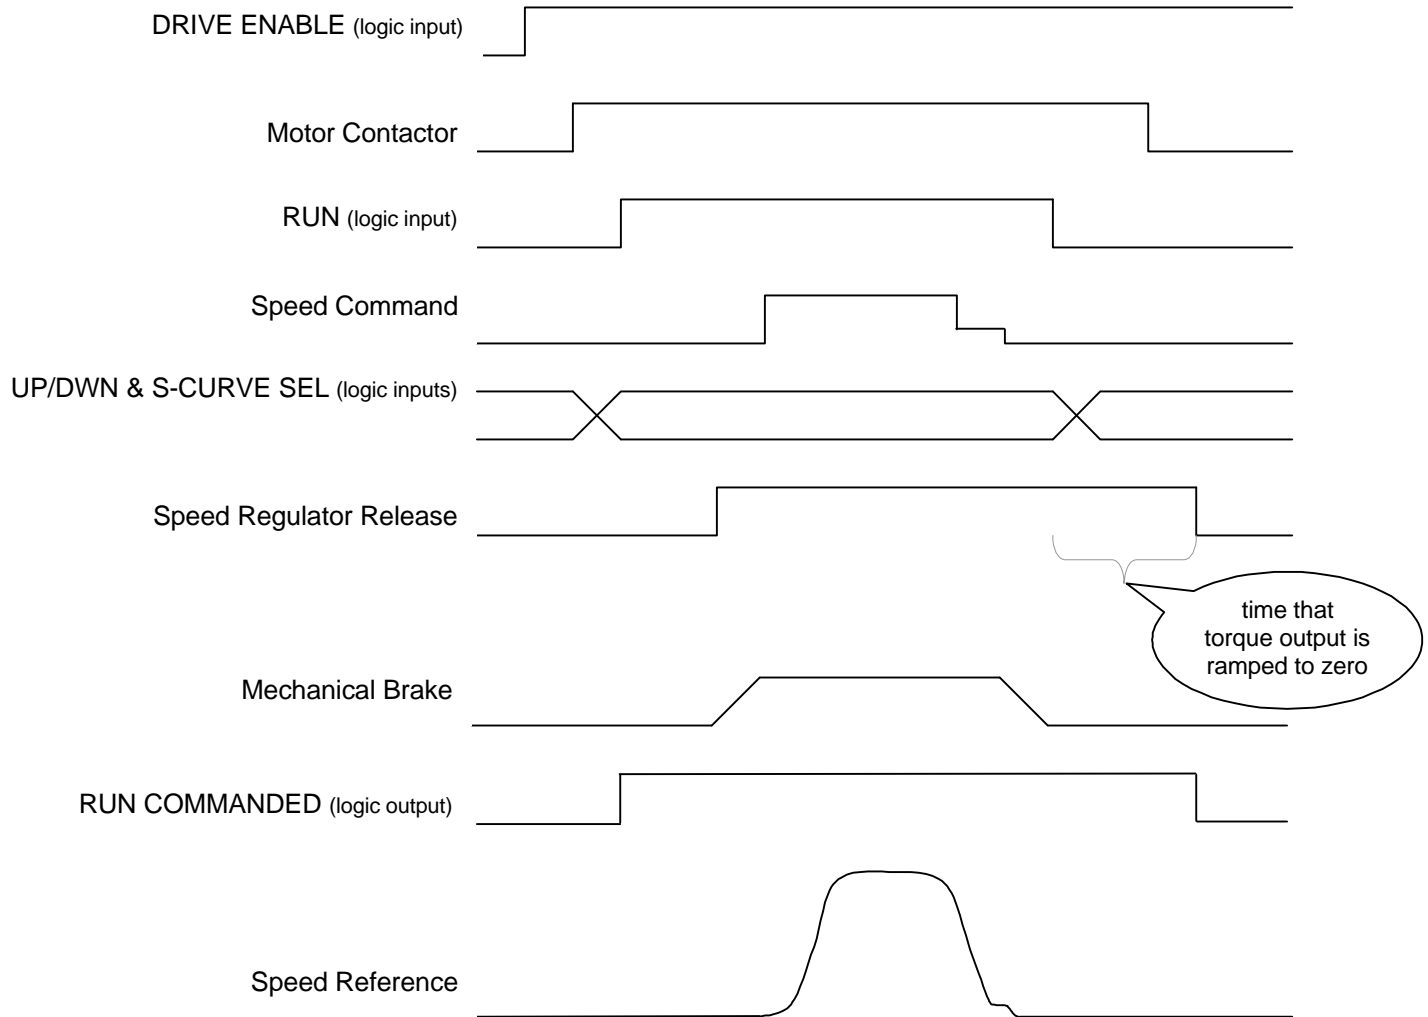 DRIVE ENABLE (logic input)
Motor Contactor
RUN (logic input)
Speed Command
UP/DWN & S-CURVE SEL (logic inputs)
Speed Regulator Release
time that
torque output is
ramped to zero
Mechanical Brake
RUN COMMANDED (logic output)
Speed Reference